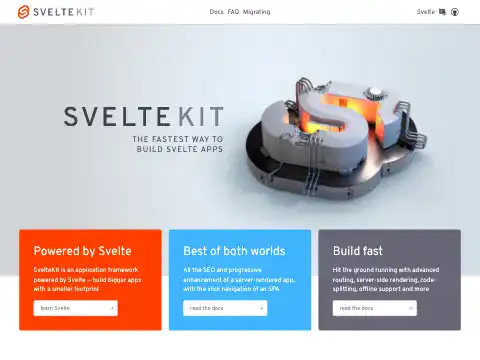 SVELTE KIT
Docs FAQ Migrating
Svelte
SVELTE KIT
THE FASTEST WAY TO
BUILD SVELTE APPS
Powered by Svelte
SvelteKit is an application framework
powered by Svelte — build bigger apps
with a smaller footprint
learn Svelte
Best of both worlds
All the SEO and progressive
enhancement of a server-rendered app,
with the slick navigation of an SPA
read the docs
Build fast
Hit the ground running with advanced
routing, server-side rendering, code-
splitting, offline support and more
read the docs